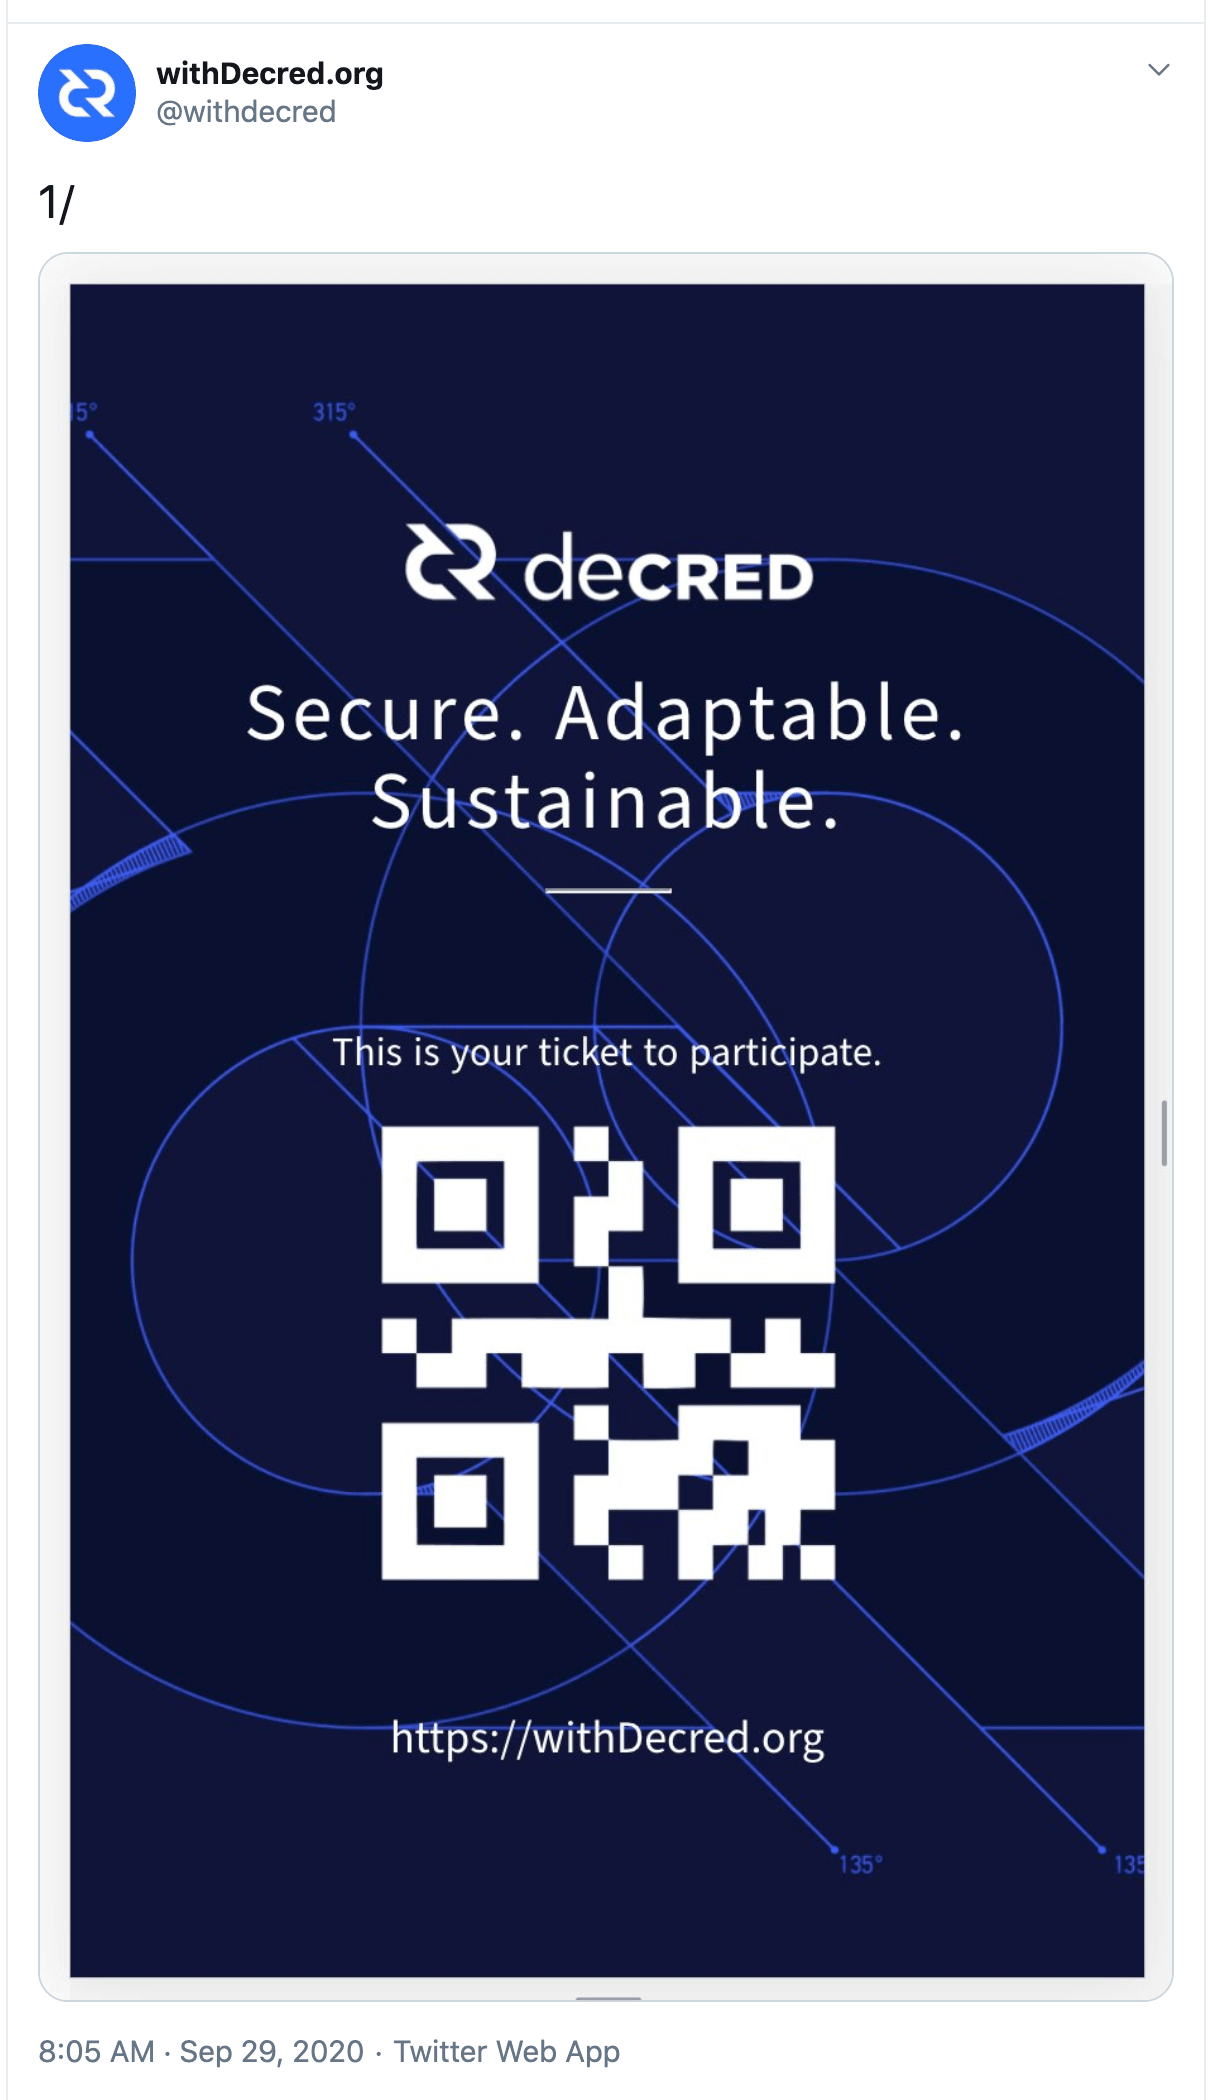 withDecred.org
@withdecred
1/
15°
315°
decRED
Secure. Adaptable.
Sustainable.
This is your ticket to participate.
https://withDecred.org
135°
135
8:05 AM · Sep 29, 2020 · Twitter Web App